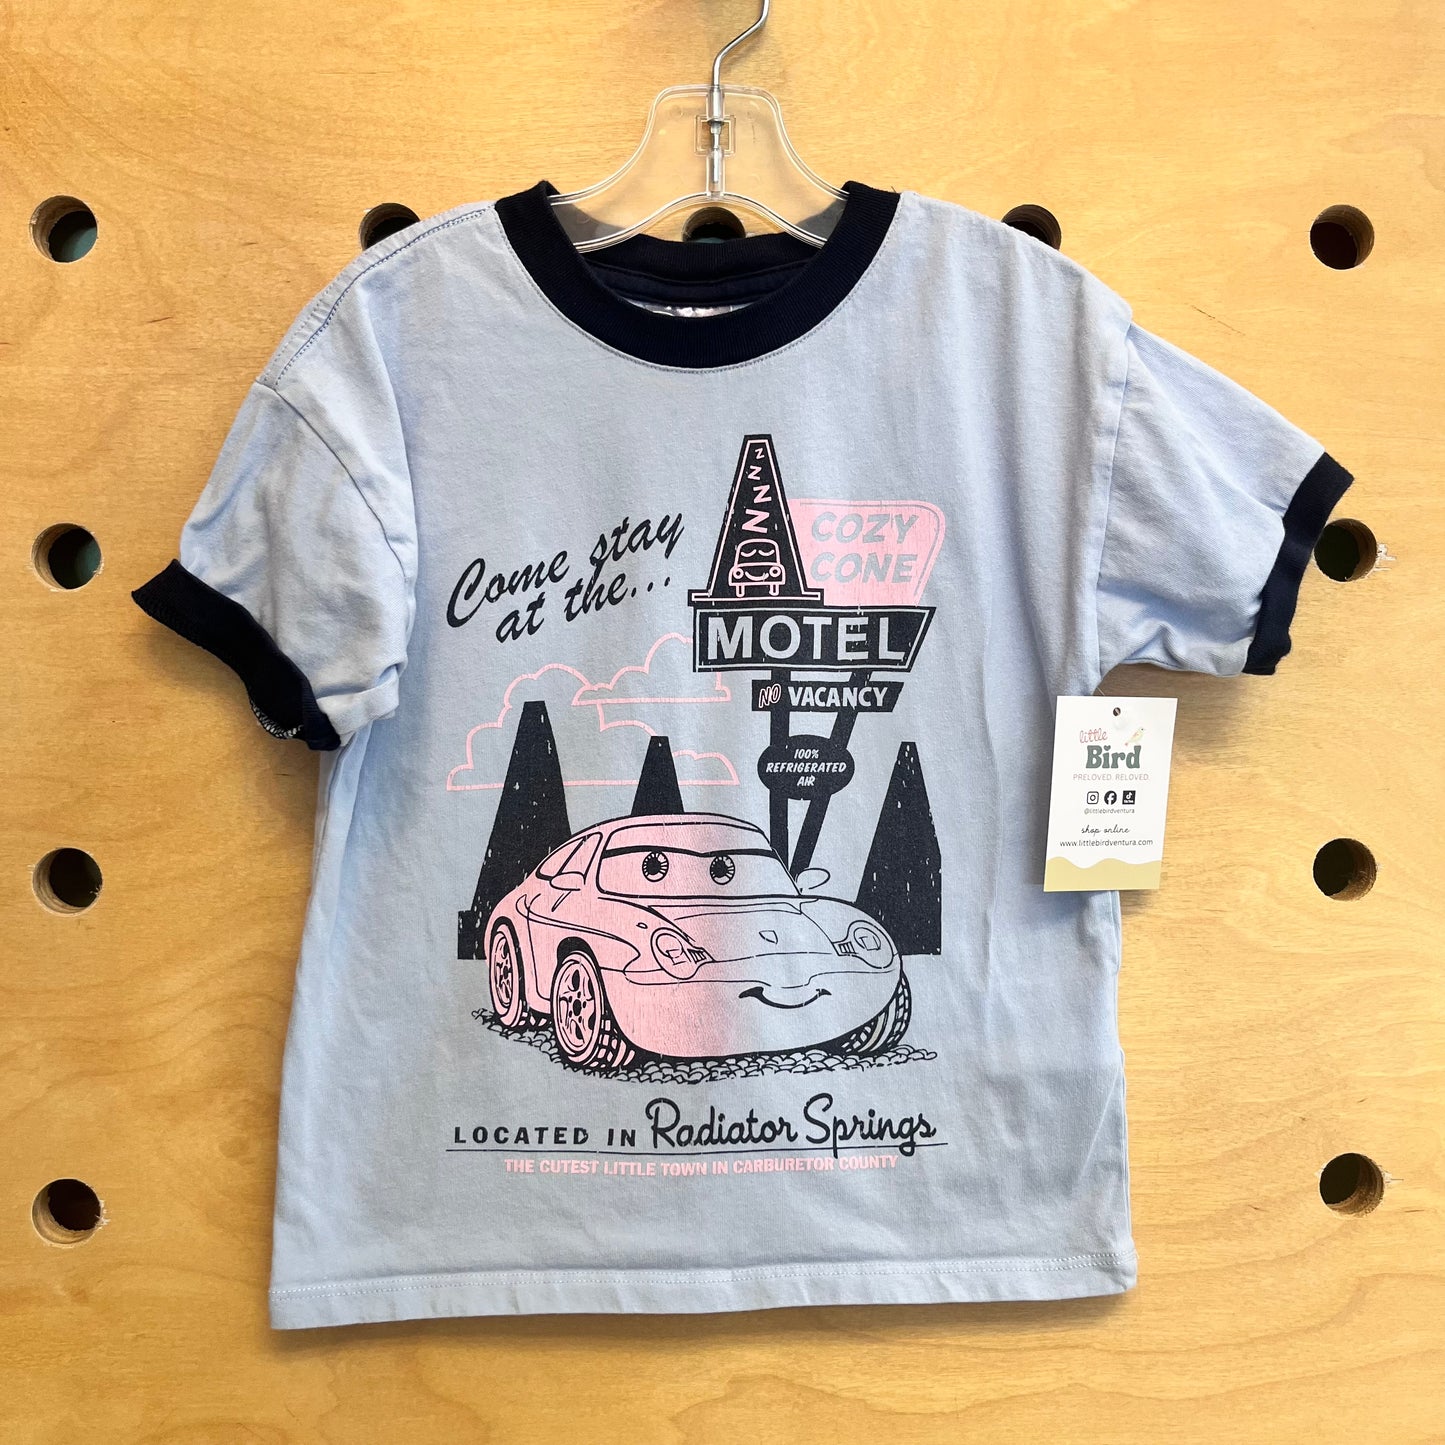 Come stay
at the...
Z Z Z Z Z
COZY
CONE
MOTEL
NO VACANCY
100%
REFRIGERATED
AIR
LOCATED IN Radiator Springs
THE CUTEST LITTLE TOWN IN CARBURETOR COUNTY
little
Bird
PRELOVED. RELOVED.
@littlebirdventura
shop online
www.littlebirdventura.com